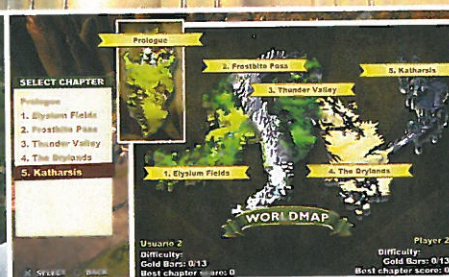 Prologue
2. Frostbite Pass
5. Katharsis
3. Thunder Valley
SELECT CHAPTER
Prologue
1. Elysium Fields
2. Frostbite Pass
3. Thunder Valley
4. The Drylands
5. Katharsis
1. Elysium Fields
4. The Drylands
WORLDMAP
Usuario 2
Difficulty:
Gold Bars: 0/13
Best chapter score: 0
Player 2
Difficulty:
Gold Bars: 0/13
Best chapter score: 0
SELECT
BACK